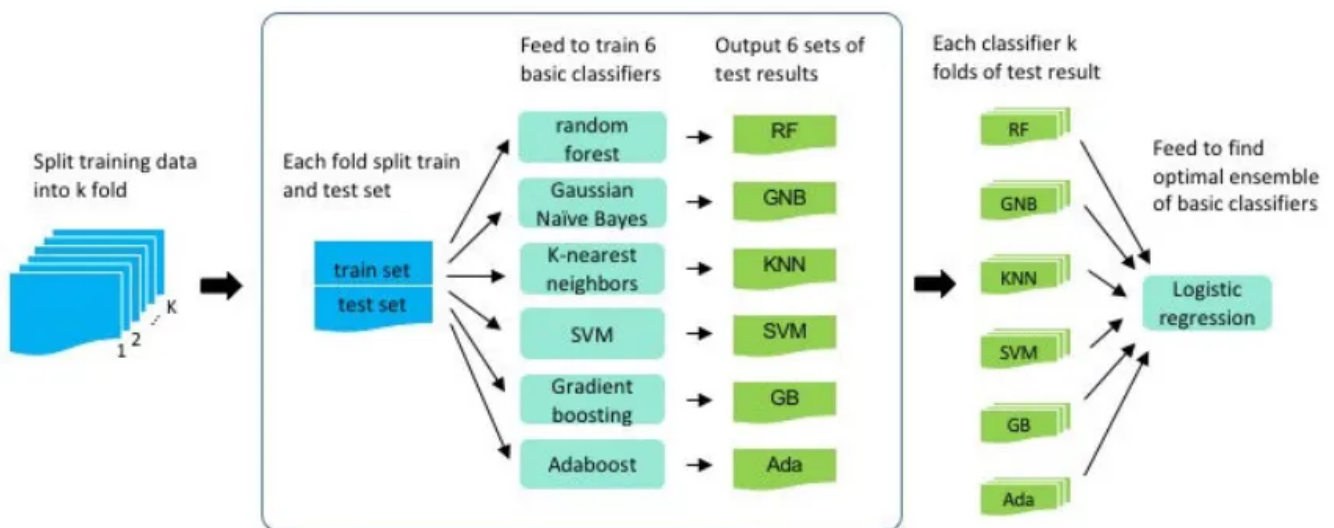 Split training data
into k fold
1
2
...
K
Each fold split train
and test set
train set
test set
Feed to train 6
basic classifiers
random
forest
Gaussian
Naïve Bayes
K-nearest
neighbors
SVM
Gradient
boosting
Adaboost
Output 6 sets of
test results
RF
GNB
KNN
SVM
GB
Ada
Each classifier k
folds of test result
RF
GNB
KNN
SVM
GB
Ada
Feed to find
optimal ensemble
of basic classifiers
Logistic
regression